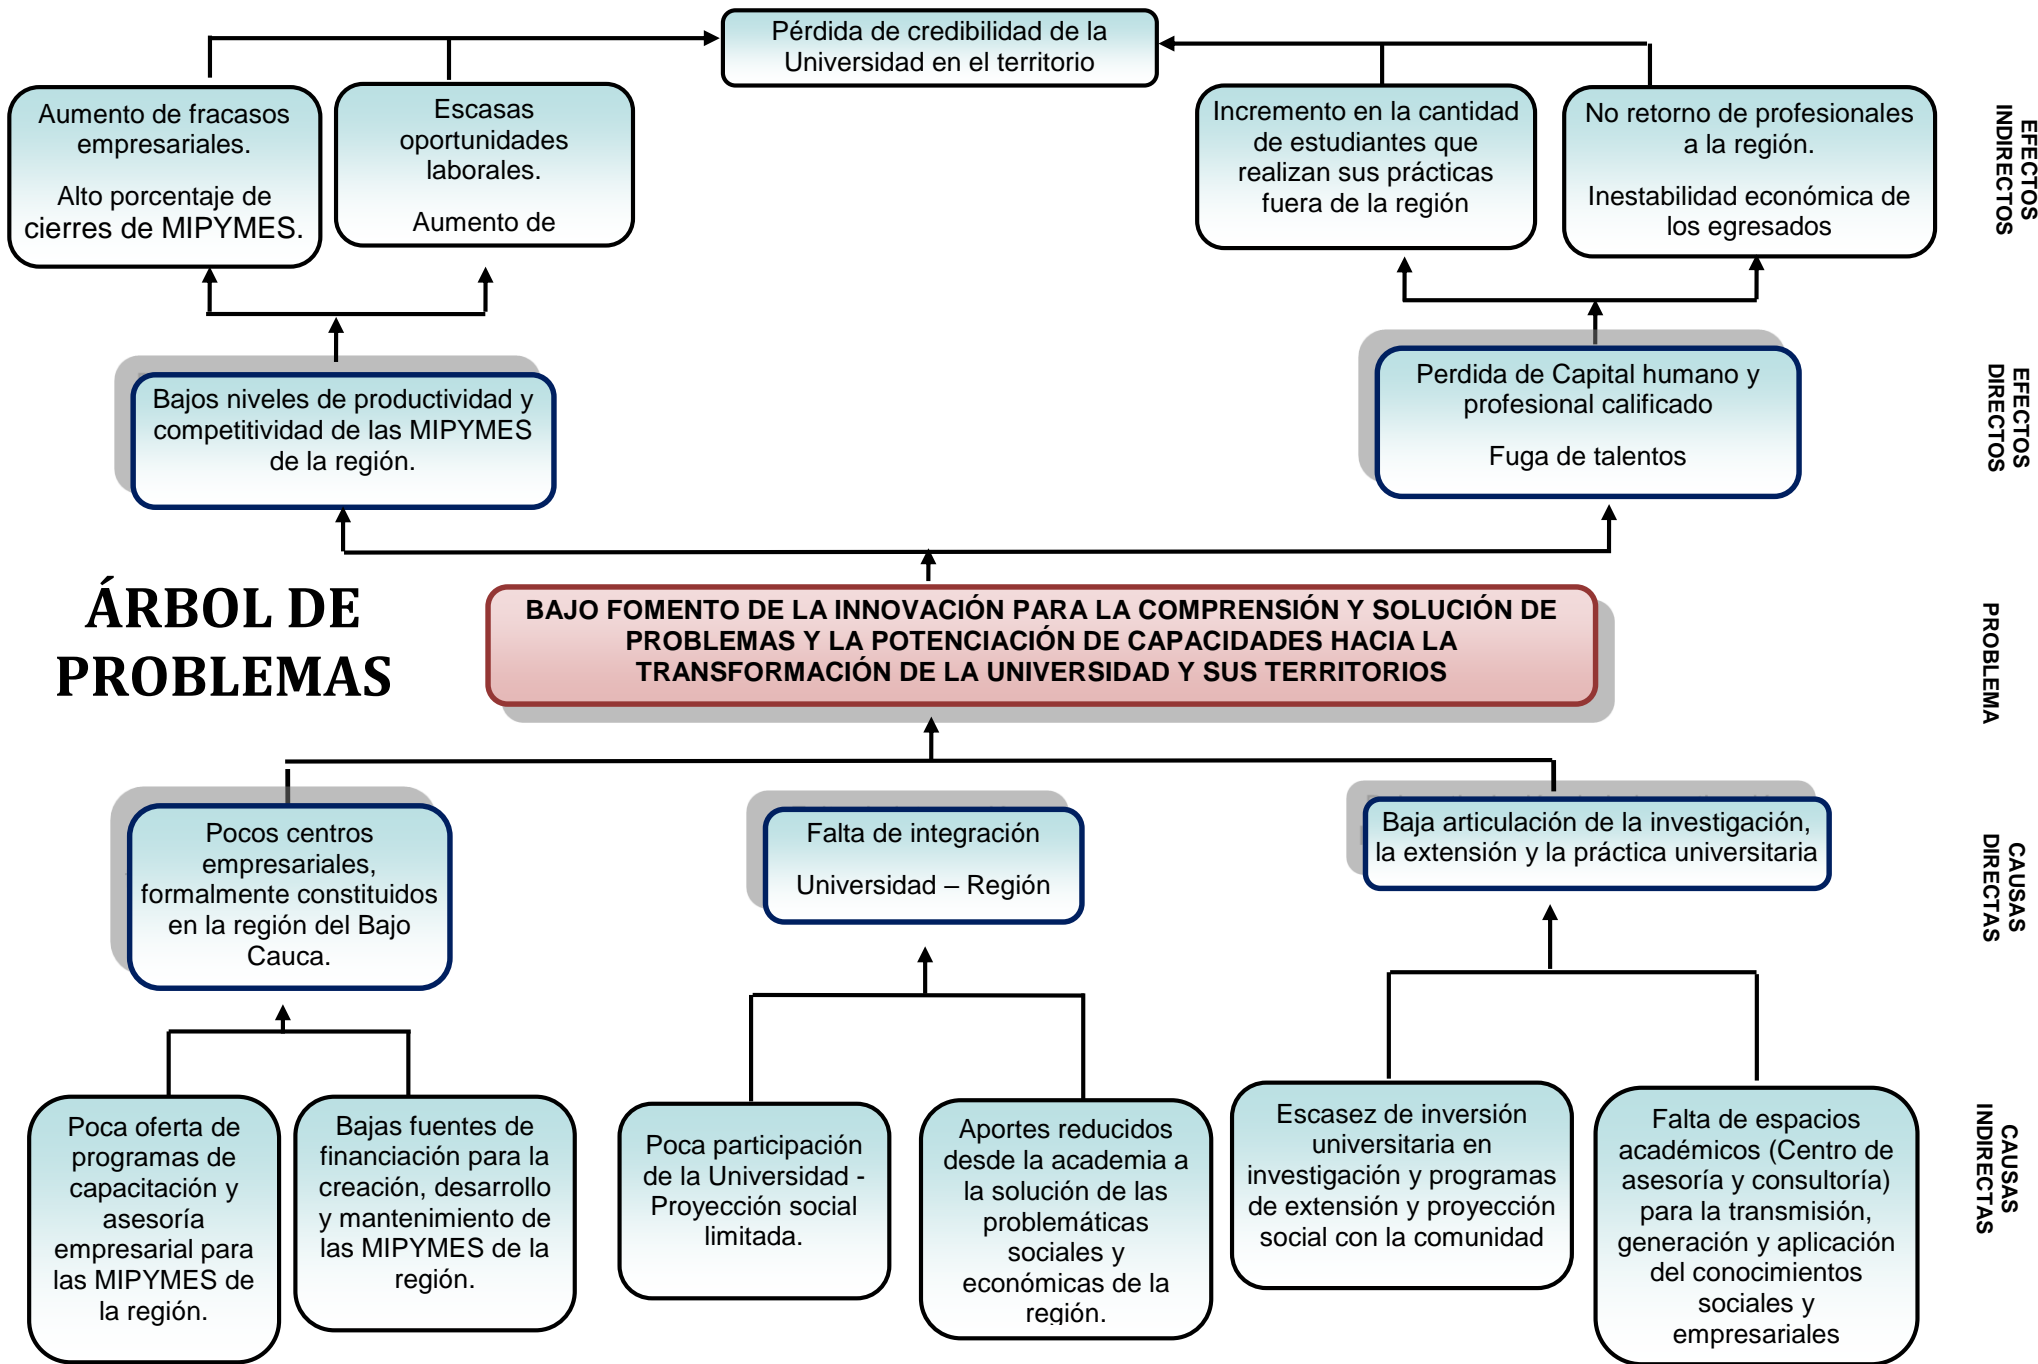 Pérdida de credibilidad de la
Universidad en el territorio
Aumento de fracasos
empresariales.
Alto porcentaje de
cierres de MIPYMES.
Escasas
oportunidades
laborales.
Aumento de
Incremento en la cantidad
de estudiantes que
realizan sus prácticas
fuera de la región
No retorno de profesionales
a la región.
Inestabilidad económica de
los egresados
EFECTOS
INDIRECTOS
Bajos niveles de productividad y
competitividad de las MIPYMES
de la región.
Perdida de Capital humano y
profesional calificado
Fuga de talentos
EFECTOS
DIRECTOS
ÁRBOL DE
PROBLEMAS
BAJO FOMENTO DE LA INNOVACIÓN PARA LA COMPRENSIÓN Y SOLUCIÓN DE
PROBLEMAS Y LA POTENCIACIÓN DE CAPACIDADES HACIA LA
TRANSFORMACIÓN DE LA UNIVERSIDAD Y SUS TERRITORIOS
PROBLEMA
Pocos centros
empresariales,
formalmente constituidos
en la región del Bajo
Cauca.
Falta de integración
Universidad – Región
Baja articulación de la investigación,
la extensión y la práctica universitaria
CAUSAS
DIRECTAS
Poca oferta de
programas de
capacitación y
asesoría
empresarial para
las MIPYMES de
la región.
Bajas fuentes de
financiación para la
creación, desarrollo
y mantenimiento de
las MIPYMES de la
región.
Poca participación
de la Universidad -
Proyección social
limitada.
Aportes reducidos
desde la academia a
la solución de las
problemáticas
sociales y
económicas de la
región.
Escasez de inversión
universitaria en
investigación y programas
de extensión y proyección
social con la comunidad
Falta de espacios
académicos (Centro de
asesoría y consultoría)
para la transmisión,
generación y aplicación
del conocimientos
sociales y
empresariales
CAUSAS
INDIRECTAS